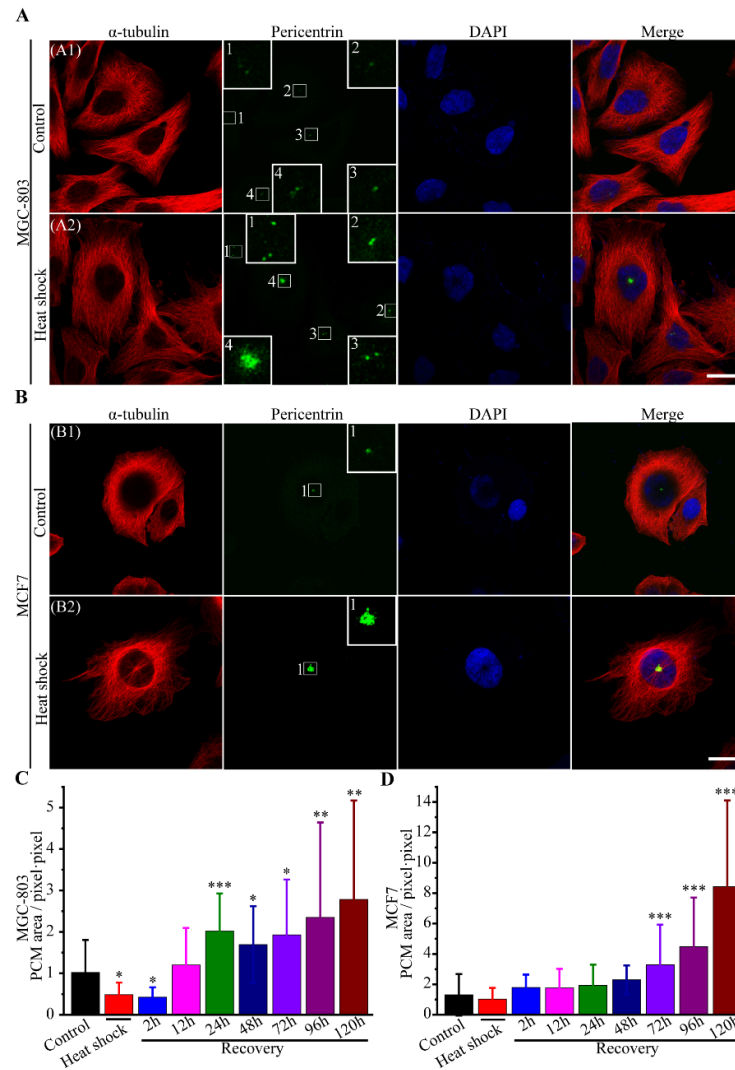 A
α-tubulin Pericentrin DAPI Merge
(A1) 1 2
2
1
3
4
4 3
Control
MGC-803
(A2) 1 2
1
4
2
3
4 3
Heat shock
B
α-tubulin Pericentrin DAPI Merge
(B1) 1
1
Control
MCF7
(B2) 1
1
Heat shock
C
MGC-803
PCM area / pixel·pixel
5
4
3
2
1
0
* * *** * * ** **
Control Heat shock 2h 12h 24h 48h 72h 96h 120h
Recovery
D
MCF7
PCM area / pixel·pixel
16
14
12
10
8
6
4
2
0
*** *** ***
Control Heat shock 2h 12h 24h 48h 72h 96h 120h
Recovery